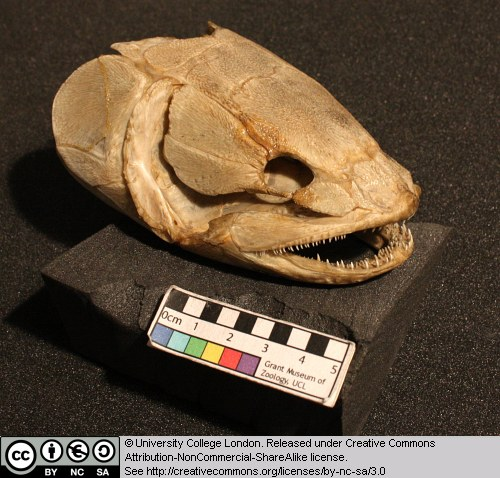 0cm 1 2 3 4 5
Grant Museum of
Zoology, UCL
cc BY NC SA
© University College London. Released under Creative Commons
Attribution-NonCommercial-ShareAlike license.
See http://creativecommons.org/licenses/by-nc-sa/3.0